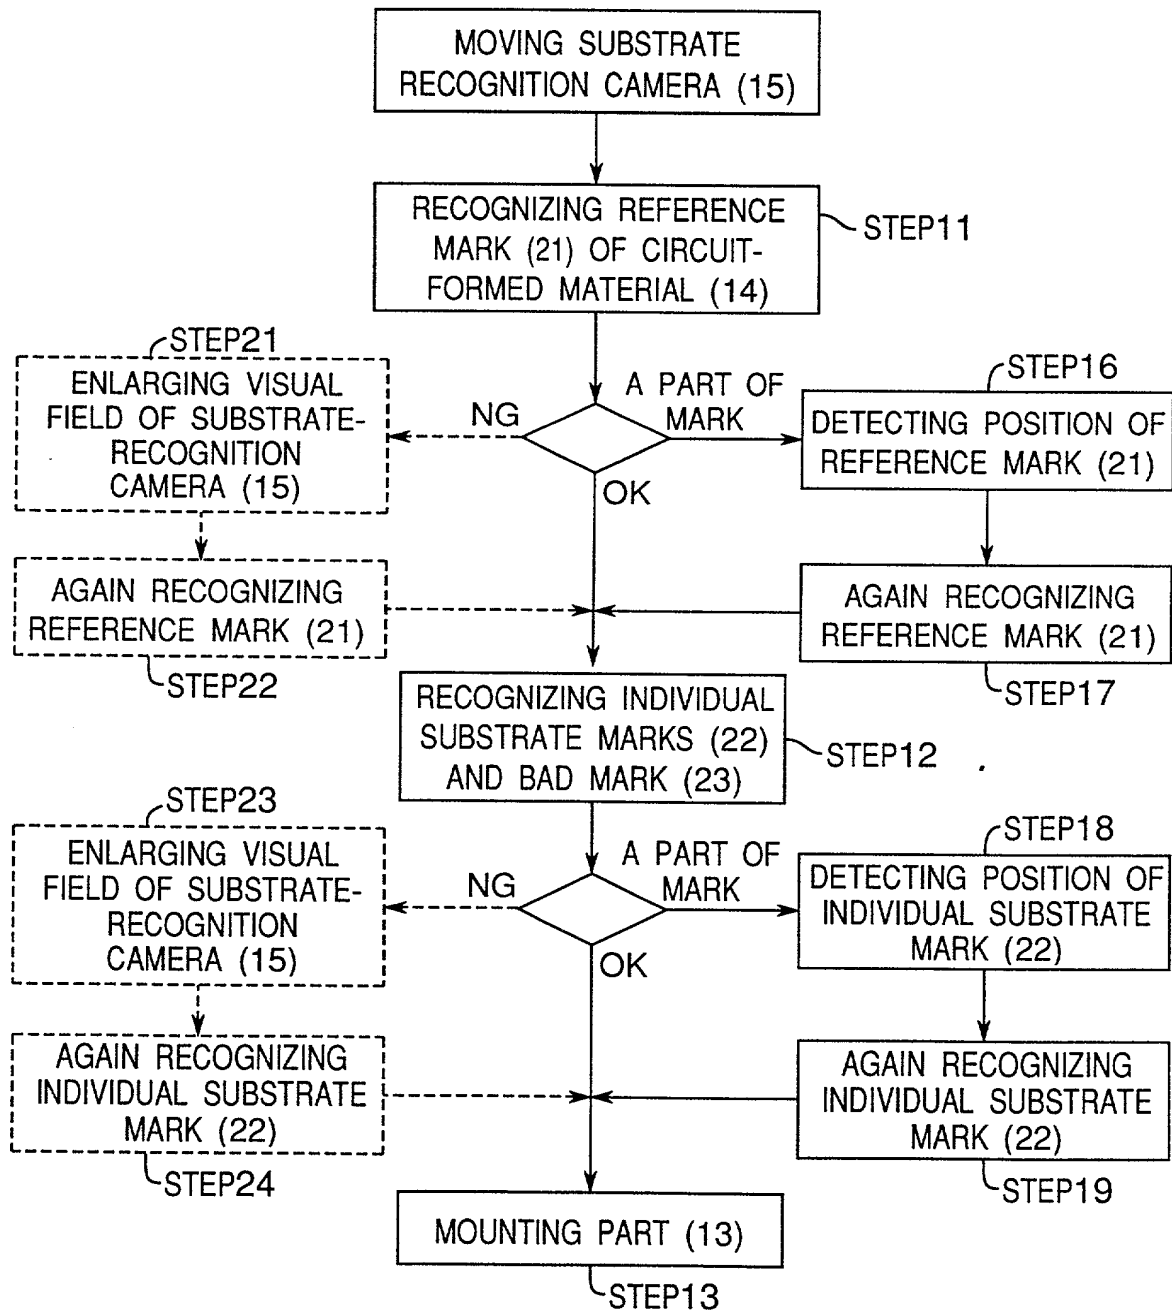 MOVING SUBSTRATE
RECOGNITION CAMERA (15)
RECOGNIZING REFERENCE
MARK (21) OF CIRCUIT-
FORMED MATERIAL (14)
STEP11
STEP21
ENLARGING VISUAL
FIELD OF SUBSTRATE-
RECOGNITION
CAMERA (15)
NG
A PART OF
MARK
OK
STEP16
DETECTING POSITION OF
REFERENCE MARK (21)
AGAIN RECOGNIZING
REFERENCE MARK (21)
STEP22
AGAIN RECOGNIZING
REFERENCE MARK (21)
STEP17
RECOGNIZING INDIVIDUAL
SUBSTRATE MARKS (22)
AND BAD MARK (23)
STEP12
STEP23
ENLARGING VISUAL
FIELD OF SUBSTRATE-
RECOGNITION
CAMERA (15)
NG
A PART OF
MARK
OK
STEP18
DETECTING POSITION OF
INDIVIDUAL SUBSTRATE
MARK (22)
AGAIN RECOGNIZING
INDIVIDUAL SUBSTRATE
MARK (22)
STEP24
AGAIN RECOGNIZING
INDIVIDUAL SUBSTRATE
MARK (22)
STEP19
MOUNTING PART (13)
STEP13